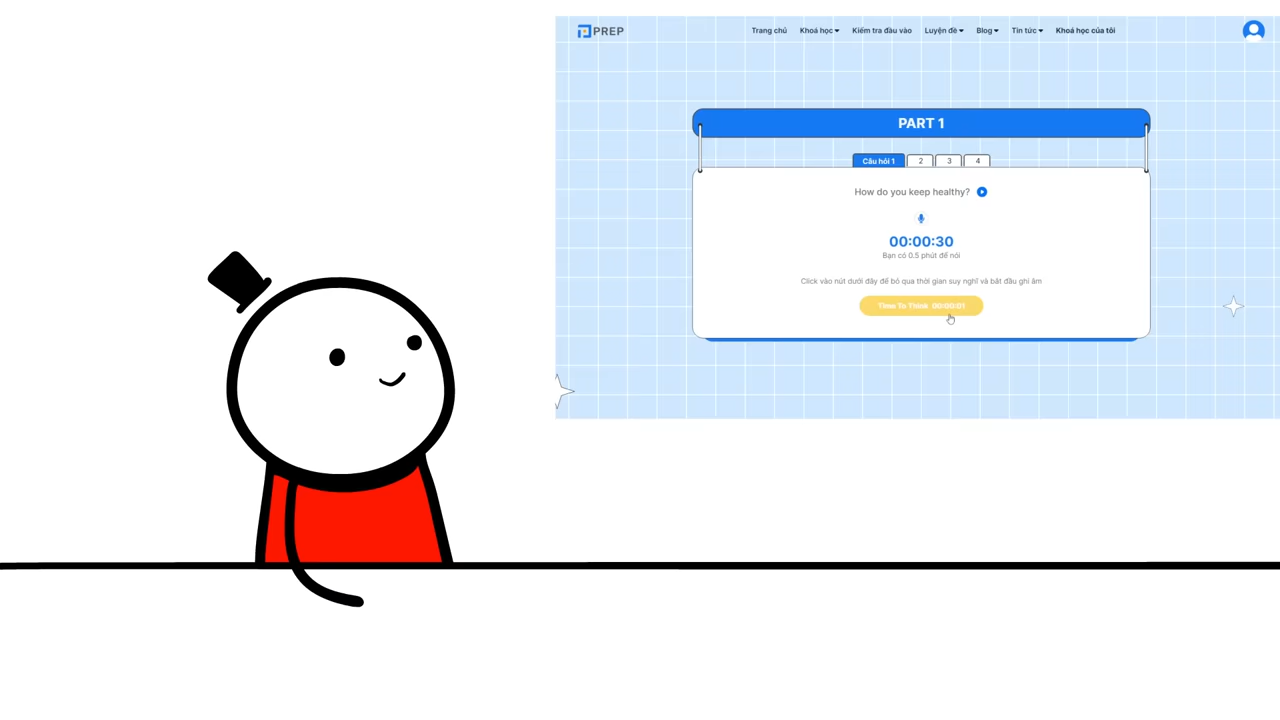 PREP
Trang chủ Khoá học Kiểm tra đầu vào Luyện đề Blog Tin tức Khoá học của tôi
PART 1
Câu hỏi 1 2 3 4
How do you keep healthy?
00:00:30
Bạn có 0.5 phút để nói
Click vào nút dưới đây để bỏ qua thời gian suy nghĩ và bắt đầu ghi âm
Time To Think 00:00:01